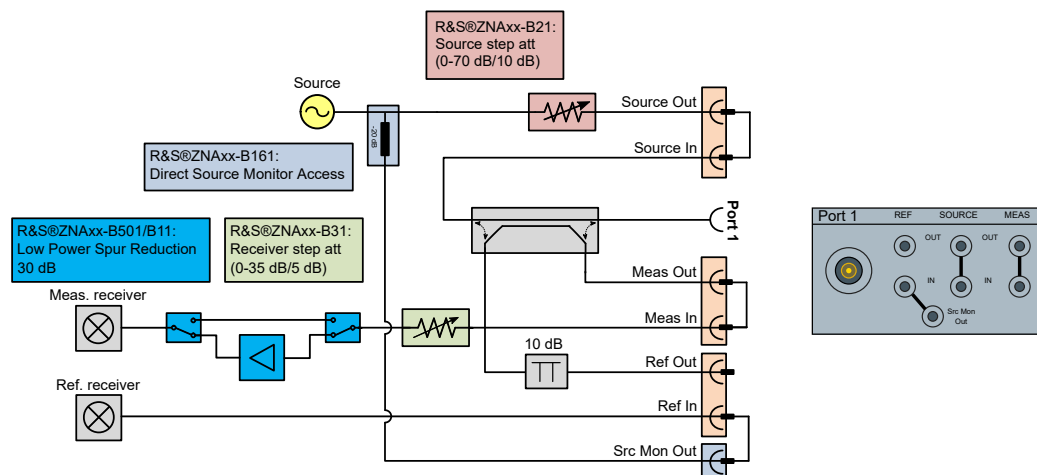 R&S®ZNAxx-B21:
Source step att
(0-70 dB/10 dB)
Source
-20 dB
Source Out
Source In
R&S®ZNAxx-B161:
Direct Source Monitor Access
Port 1
R&S®ZNAxx-B501/B11:
Low Power Spur Reduction
30 dB
R&S®ZNAxx-B31:
Receiver step att
(0-35 dB/5 dB)
Meas Out
Meas. receiver
Meas In
10 dB
Ref Out
Ref. receiver
Ref In
Src Mon Out
Port 1
REF SOURCE MEAS
OUT OUT
IN IN
Src Mon
Out